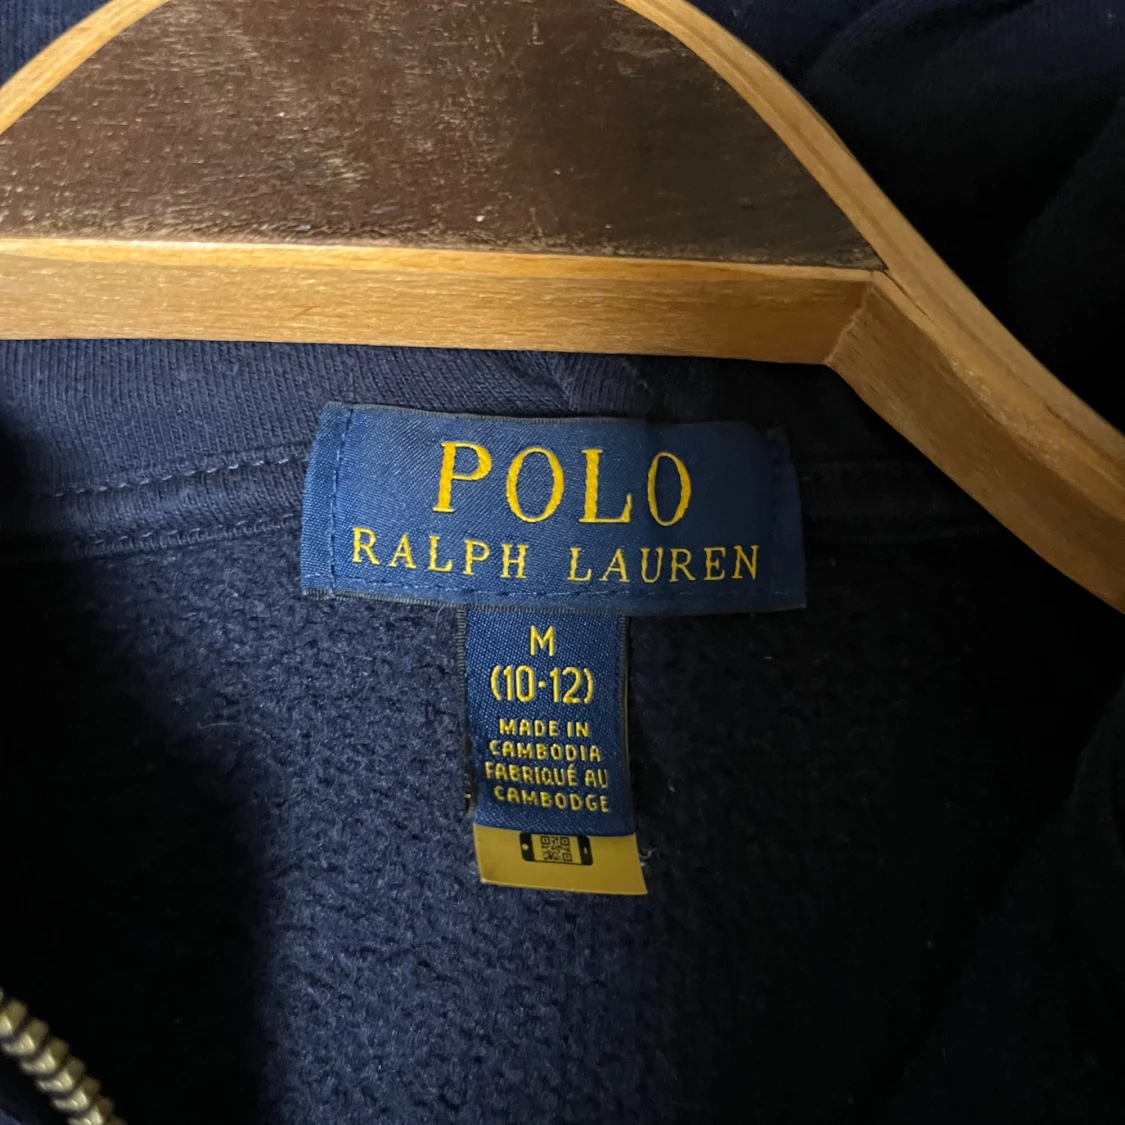 POLO
RALPH LAUREN
M
(10-12)
MADE IN
CAMBODIA
FABRIQUÉ AU
CAMBODGE